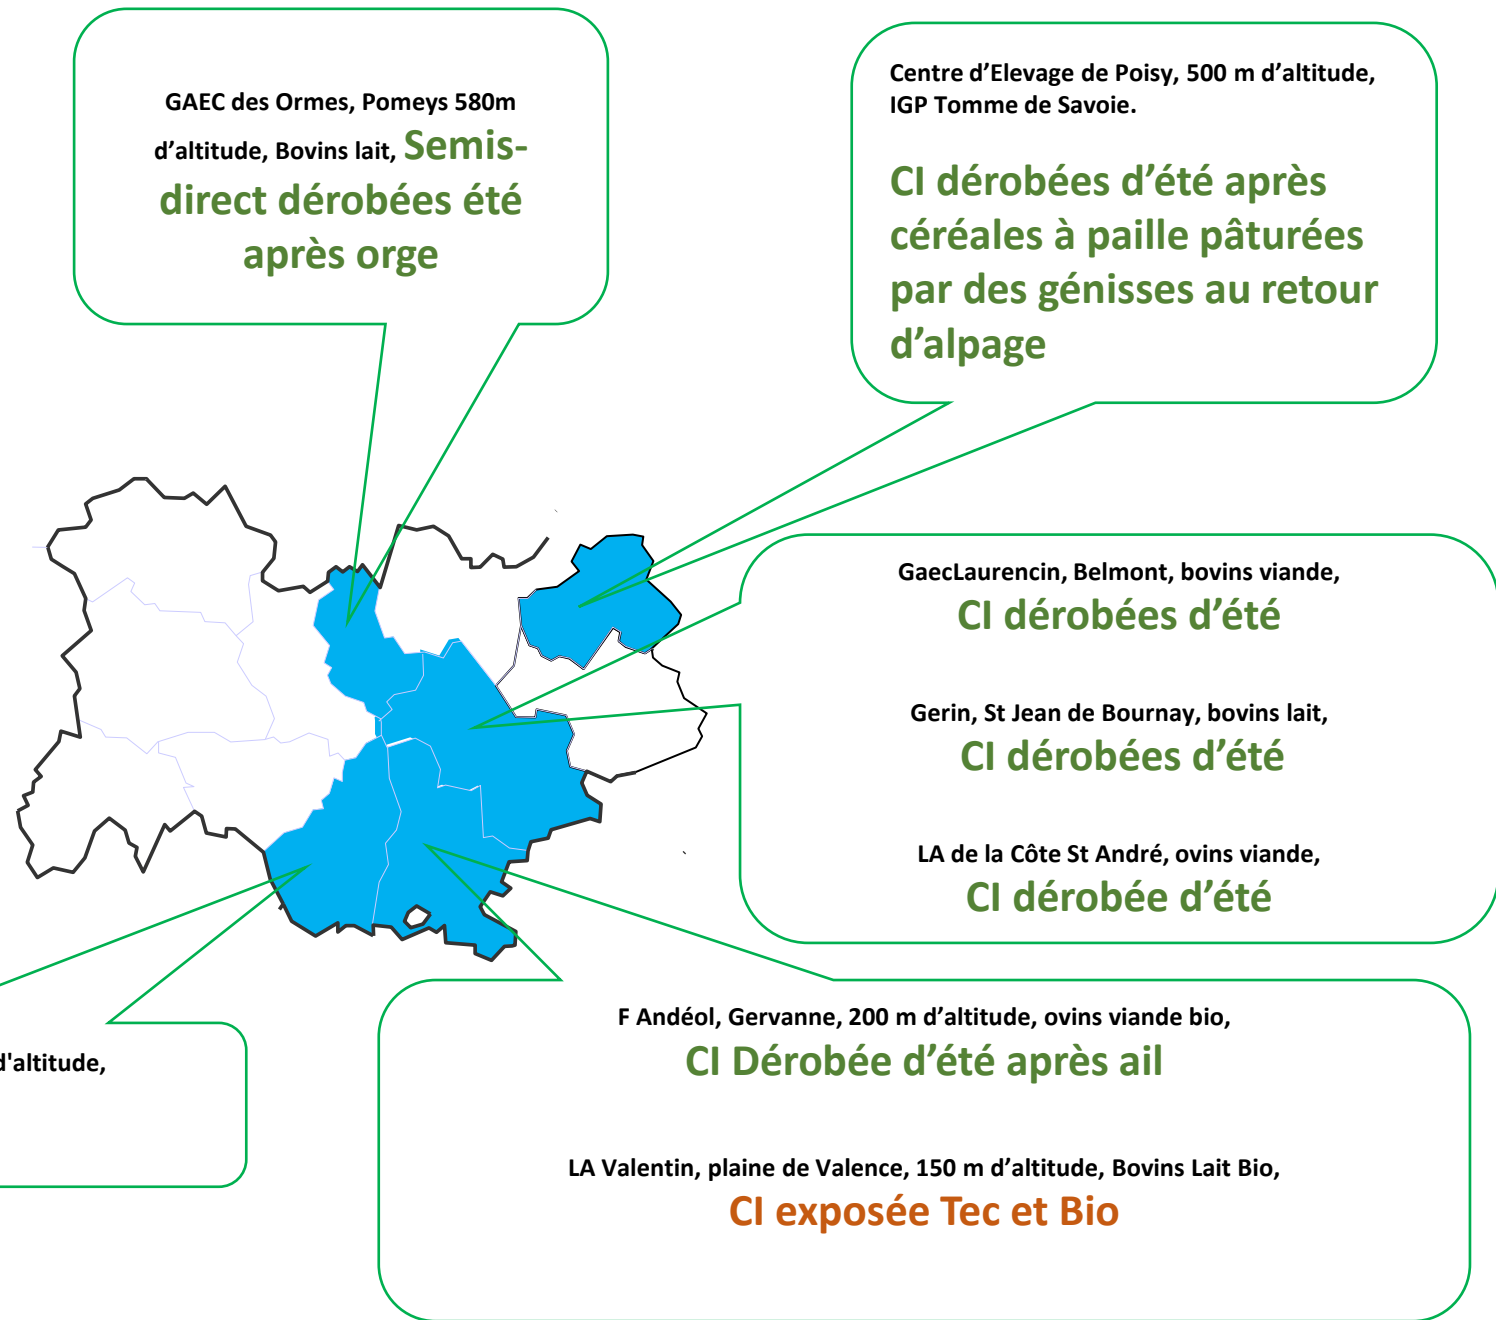 GAEC des Ormes, Pomeys 580m
d’altitude, Bovins lait, Semis-
direct dérobées été
après orge
Centre d’Elevage de Poisy, 500 m d’altitude,
IGP Tomme de Savoie.
CI dérobées d’été après
céréales à paille pâturées
par des génisses au retour
d’alpage
GaecLaurencin, Belmont, bovins viande,
CI dérobées d’été
Gerin, St Jean de Bournay, bovins lait,
CI dérobées d’été
LA de la Côte St André, ovins viande,
CI dérobée d’été
d'altitude,
F Andéol, Gervanne, 200 m d’altitude, ovins viande bio,
CI Dérobée d’été après ail
LA Valentin, plaine de Valence, 150 m d’altitude, Bovins Lait Bio,
CI exposée Tec et Bio